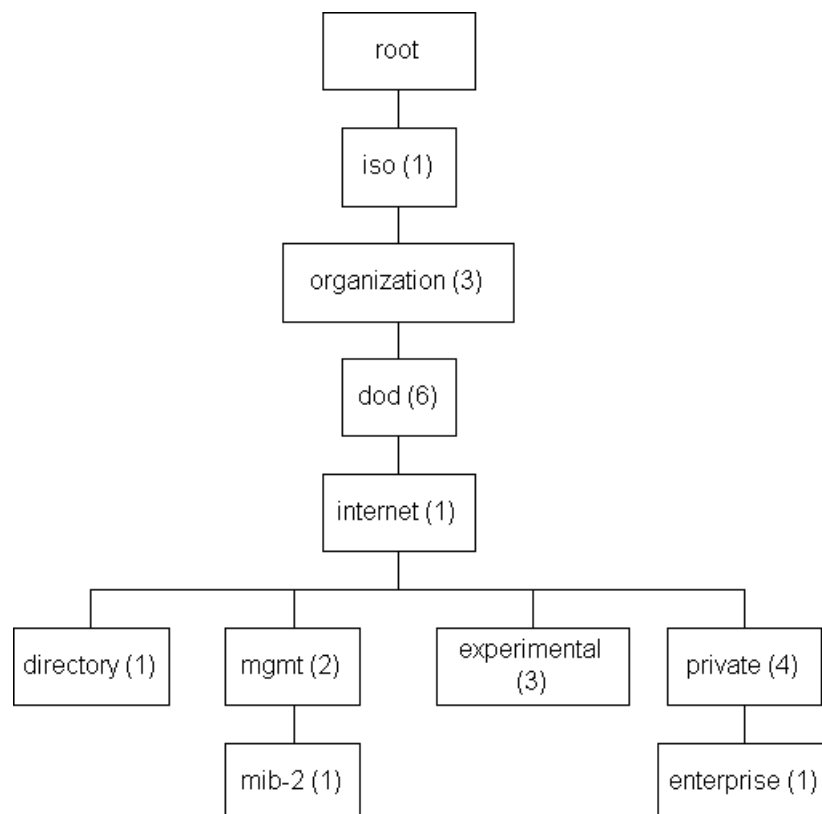 root
iso (1)
organization (3)
dod (6)
internet (1)
directory (1)
mgmt (2)
experimental
(3)
private (4)
mib-2 (1)
enterprise (1)